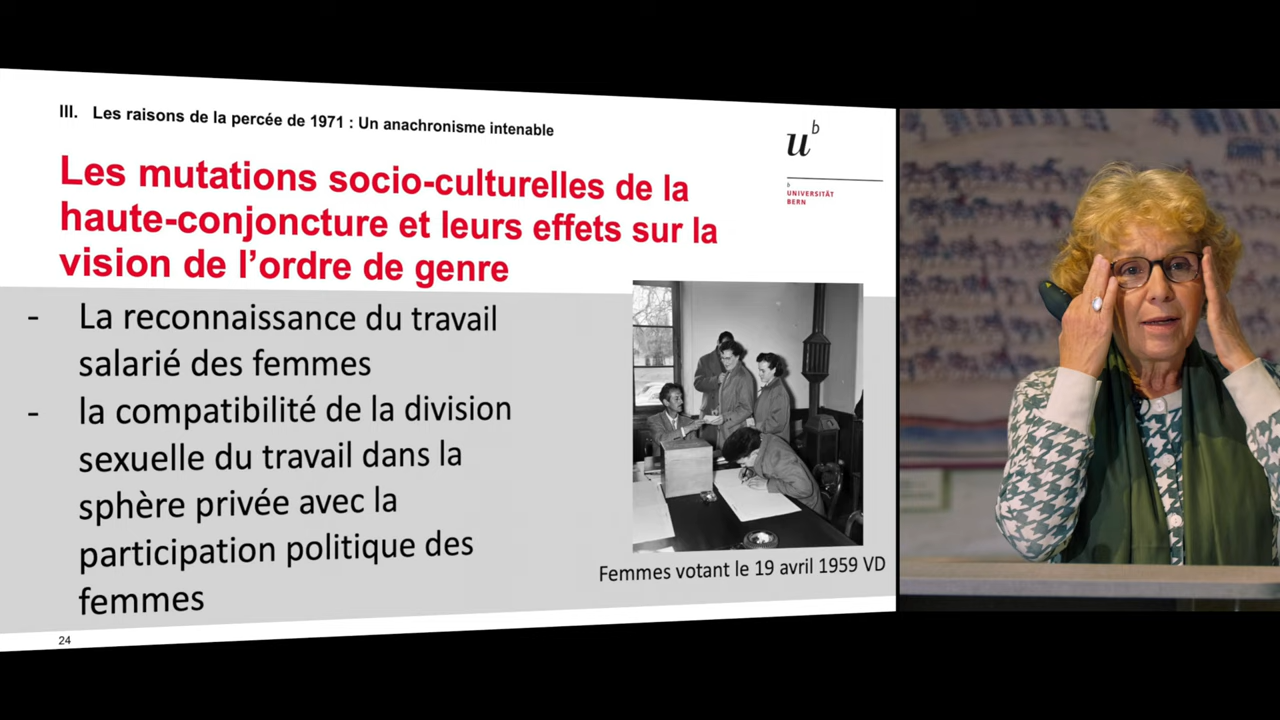 III. Les raisons de la percée de 1971 : Un anachronisme intenable
u b
b
UNIVERSITÄT
BERN
Les mutations socio-culturelles de la
haute-conjoncture et leurs effets sur la
vision de l’ordre de genre
- La reconnaissance du travail
salarié des femmes
- la compatibilité de la division
sexuelle du travail dans la
sphère privée avec la
participation politique des
femmes
Femmes votant le 19 avril 1959 VD
24